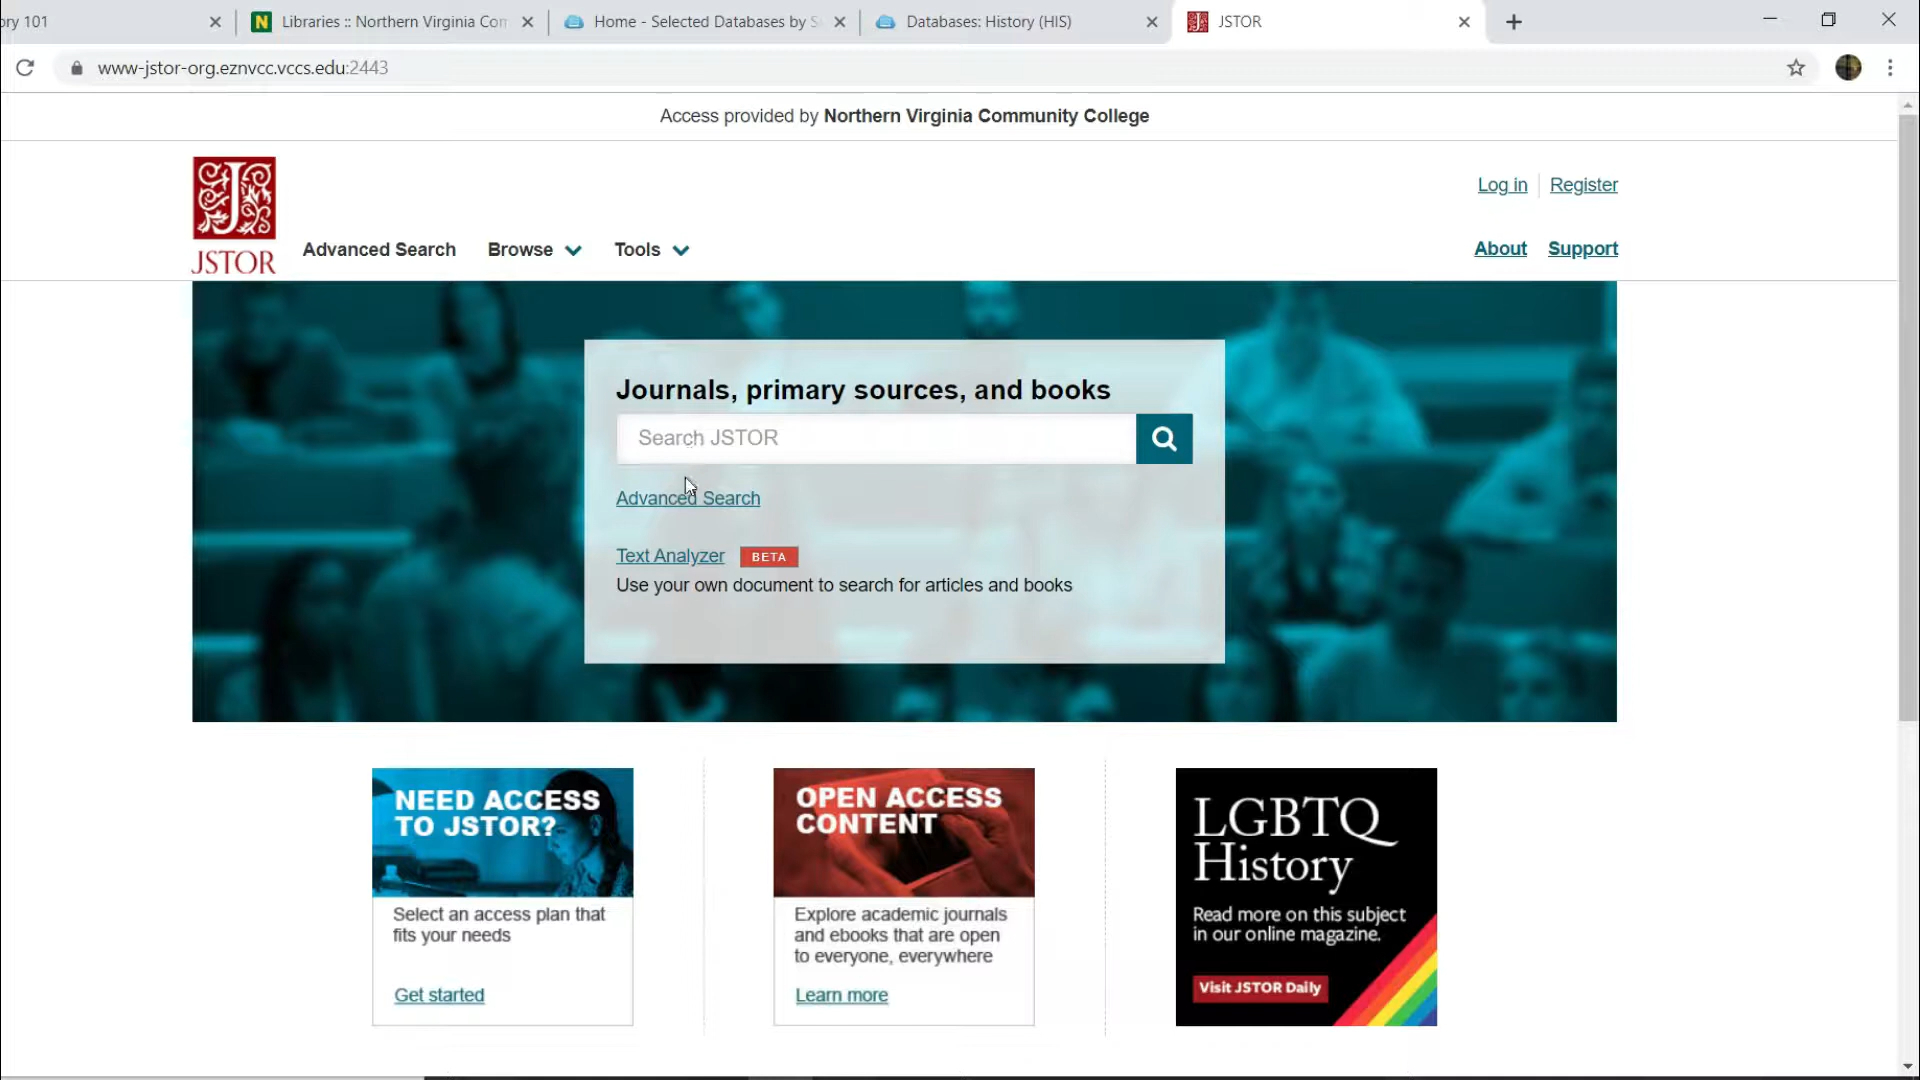 ory 101
Libraries :: Northern Virginia Con
Home - Selected Databases by S
Databases: History (HIS)
JSTOR
www-jstor-org.eznvcc.vccs.edu:2443
Access provided by Northern Virginia Community College
Log in
Register
JSTOR
Advanced Search
Browse
Tools
About
Support
Journals, primary sources, and books
Search JSTOR
Advanced Search
Text Analyzer BETA
Use your own document to search for articles and books
NEED ACCESS
TO JSTOR?
Select an access plan that
fits your needs
Get started
OPEN ACCESS
CONTENT
Explore academic journals
and ebooks that are open
to everyone, everywhere
Learn more
LGBTQ
History
Read more on this subject
in our online magazine.
Visit JSTOR Daily